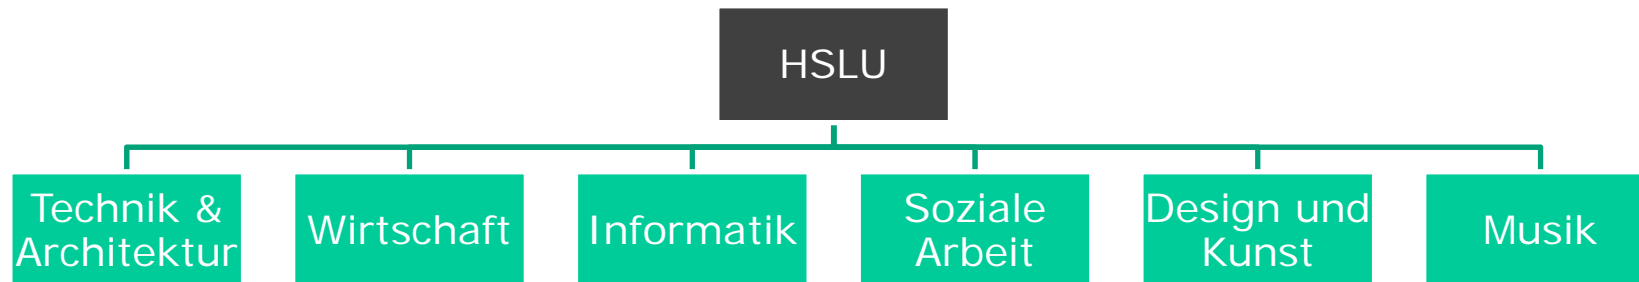 HSLU
Technik &
Architektur
Wirtschaft
Informatik
Soziale
Arbeit
Design und
Kunst
Musik